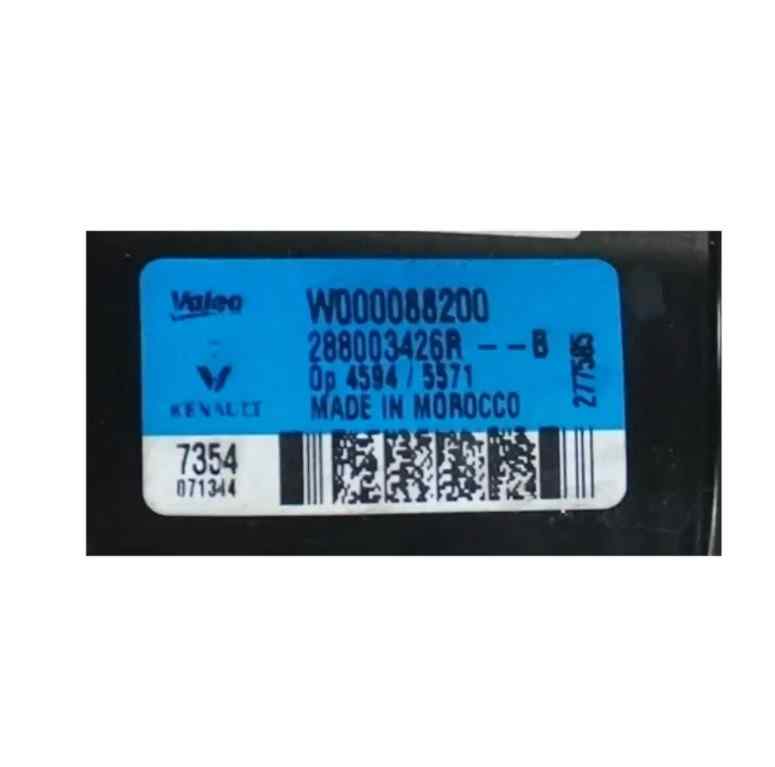 Valeo
W000088200
288003426R -- B
Op 4594 / 5571
277585
RENAULT
MADE IN MOROCCO
7354
071344